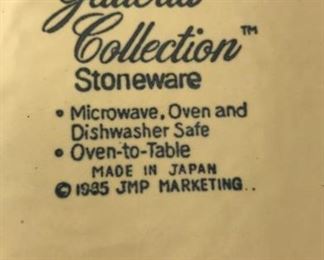 Collection™
Stoneware
• Microwave, Oven and
Dishwasher Safe
• Oven-to-Table
MADE IN JAPAN
© 1985 JMP MARKETING..